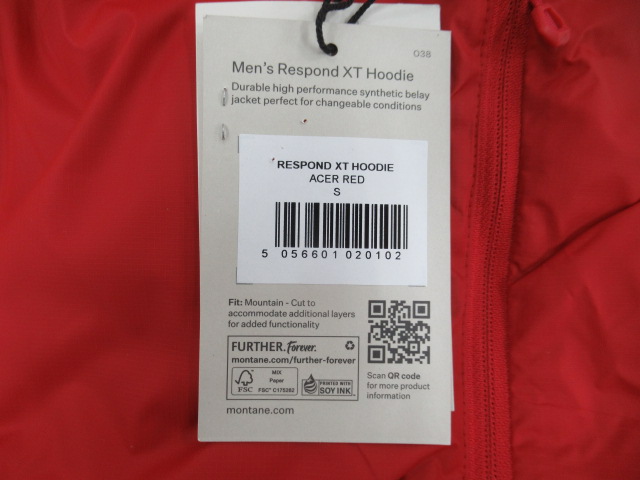 038
Men's Respond XT Hoodie
Durable high performance synthetic belay
jacket perfect for changeable conditions
RESPOND XT HOODIE
ACER RED
S
5 056601 020102
Fit: Mountain - Cut to
accommodate additional layers
for added functionality
FURTHER. Forever.
montane.com/further-forever
FSC
MIX
Paper
FSC® C175282
PRINTED WITH
SOY INK
Scan QR code
for more product
information
montane.com